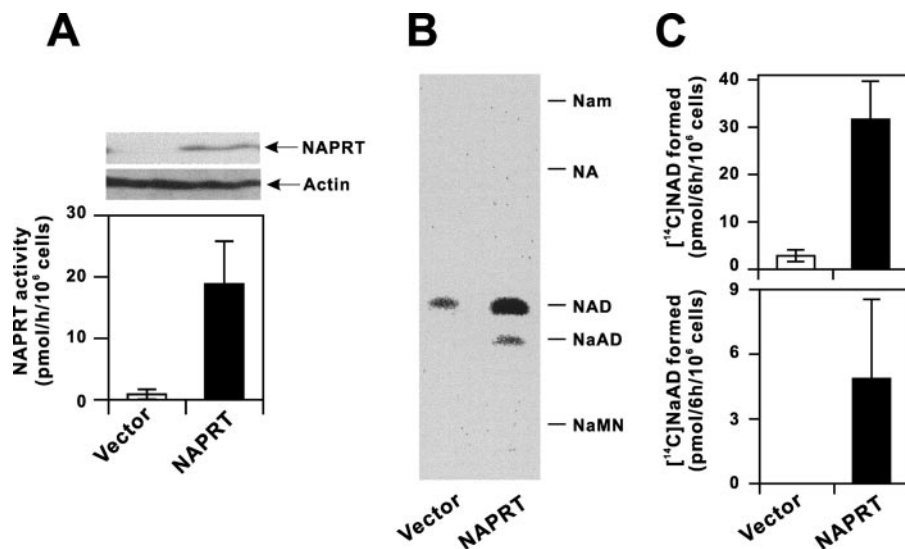 A
NAPRT
Actin
NAPRT activity
(pmol/h/10⁶ cells)
30
20
10
0
Vector
NAPRT
B
Nam
NA
NAD
NaAD
NaMN
Vector
NAPRT
C
[¹⁴C]NAD formed
(pmol/6h/10⁶ cells)
40
30
20
10
0
[¹⁴C]NaAD formed
(pmol/6h/10⁶ cells)
9
6
3
0
Vector
NAPRT